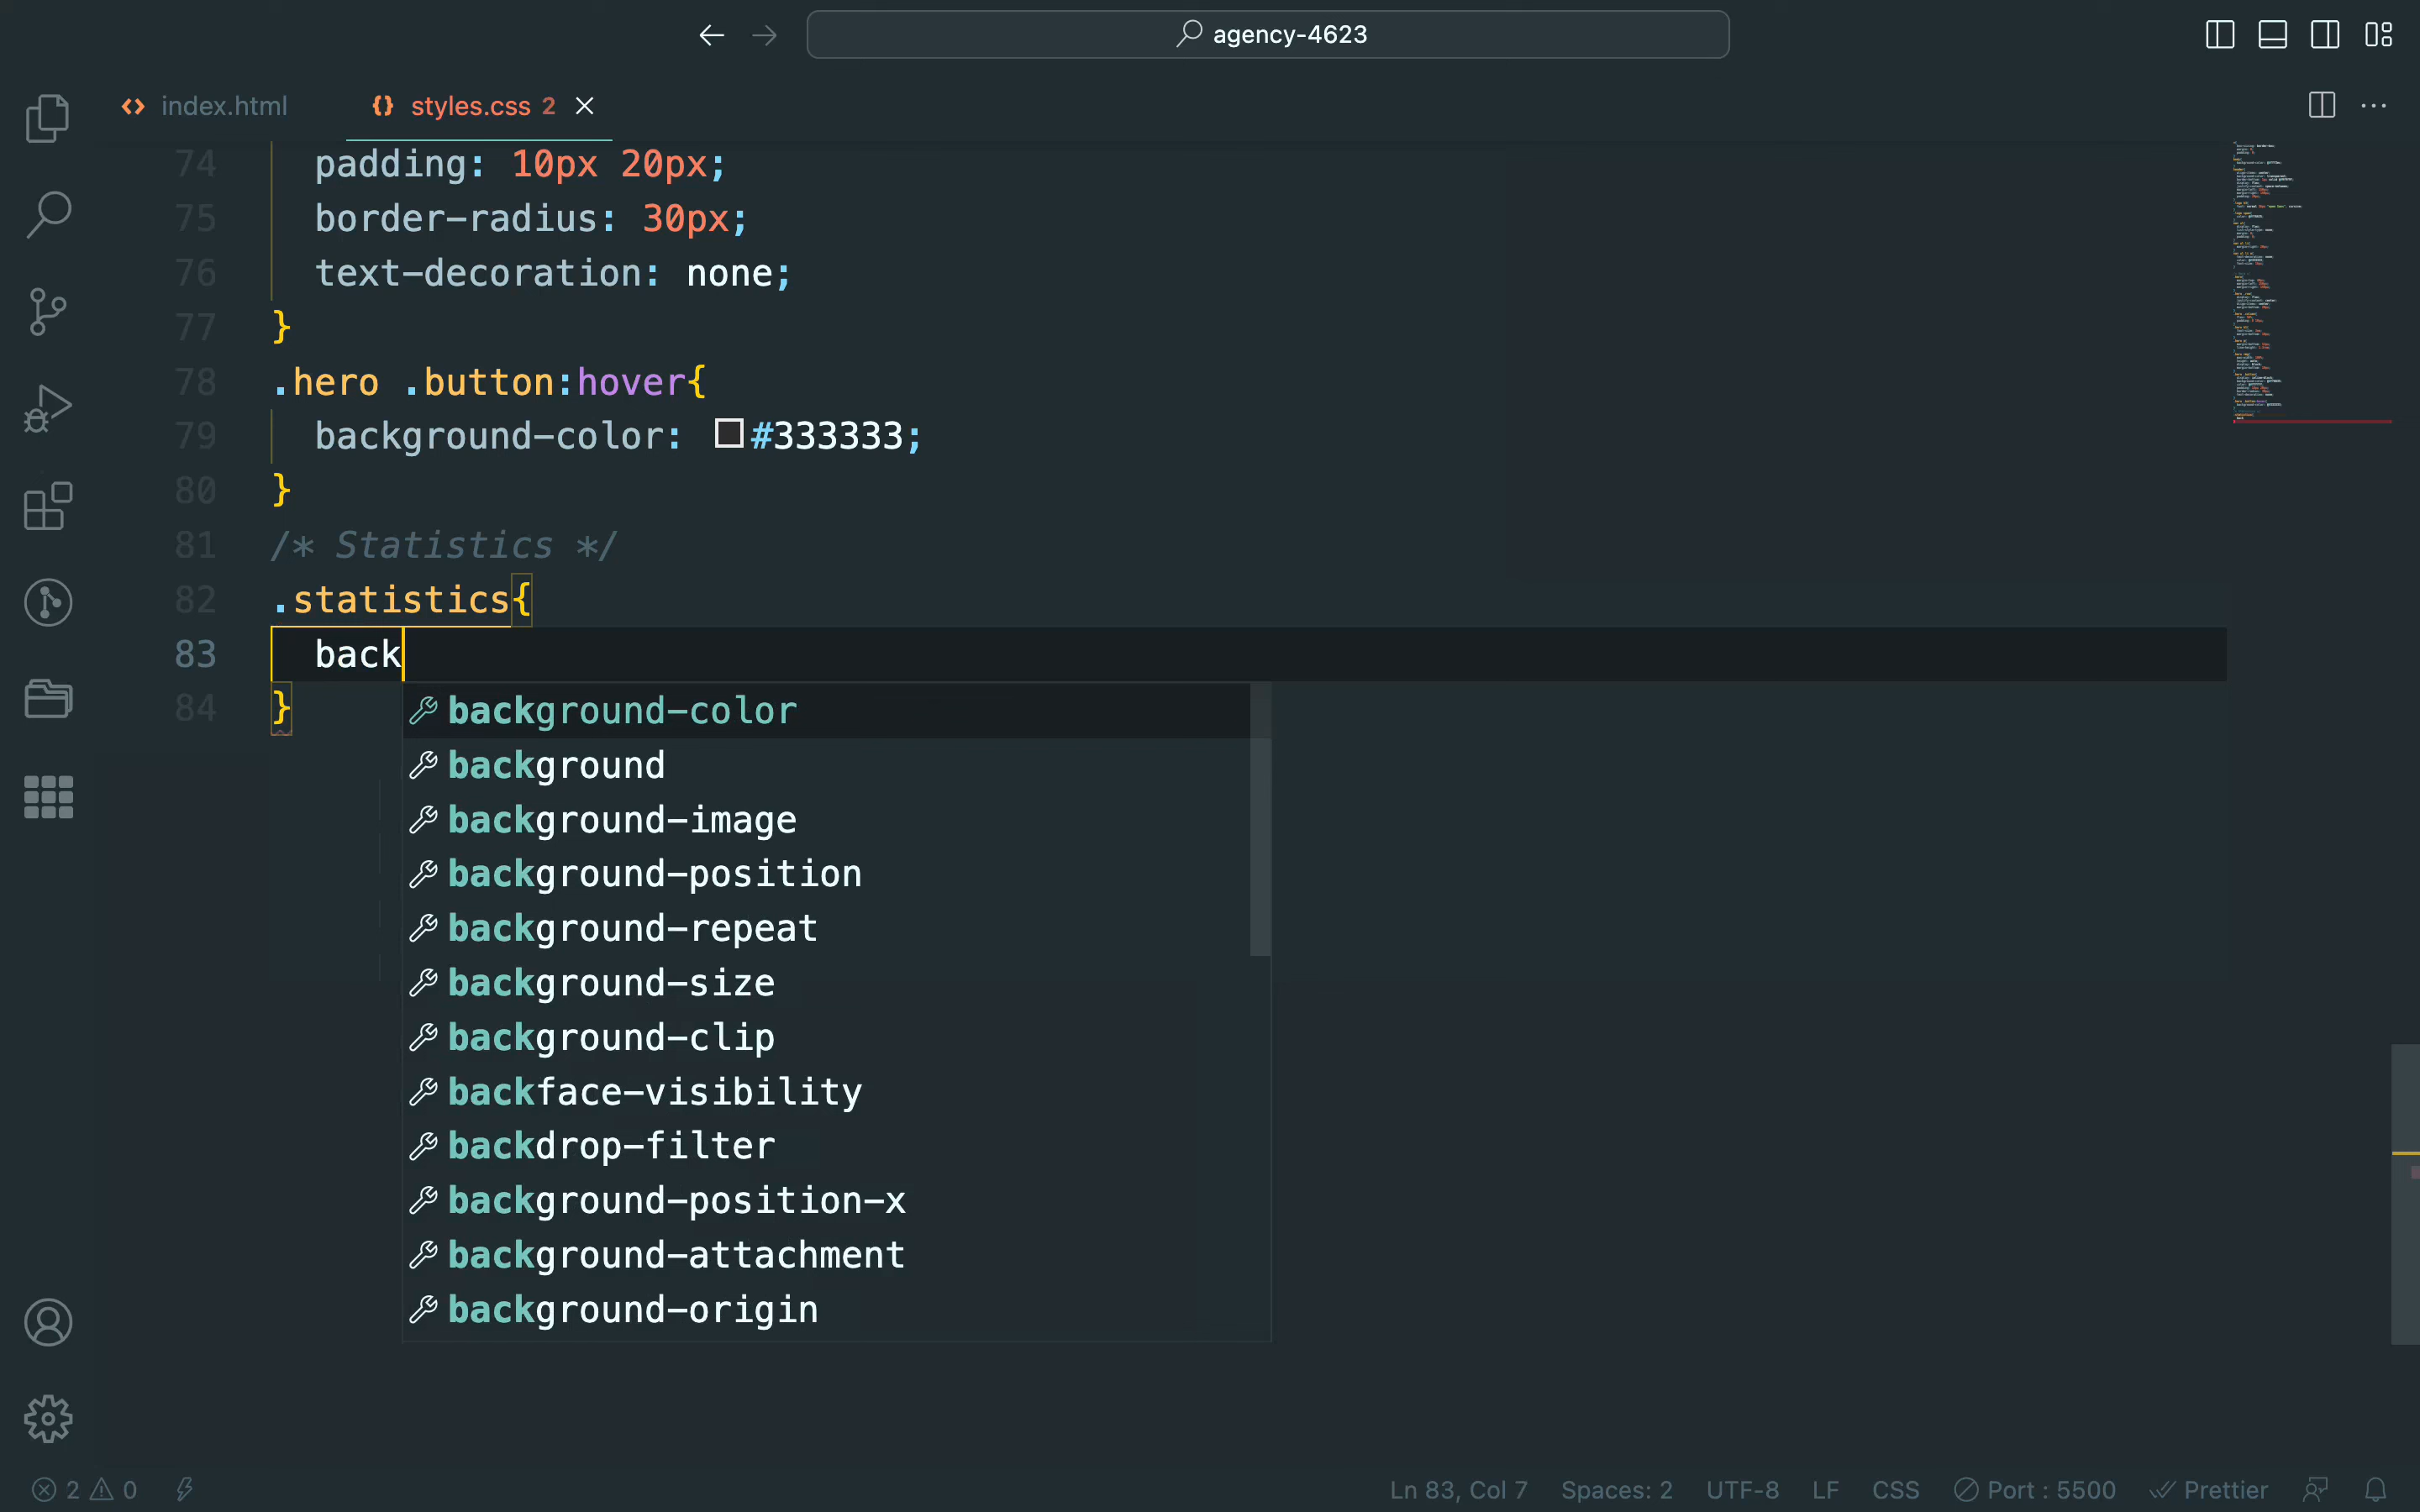 agency-4623
index.html
styles.css 2
74 padding: 10px 20px;
75 border-radius: 30px;
76 text-decoration: none;
77 }
78 .hero .button:hover{
79 background-color: #333333;
80 }
81 /* Statistics */
82 .statistics{
83 back
84 }
background-color
background
background-image
background-position
background-repeat
background-size
background-clip
backface-visibility
backdrop-filter
background-position-x
background-attachment
background-origin
2 0
Ln 83, Col 7 Spaces: 2 UTF-8 LF CSS Port : 5500 Prettier